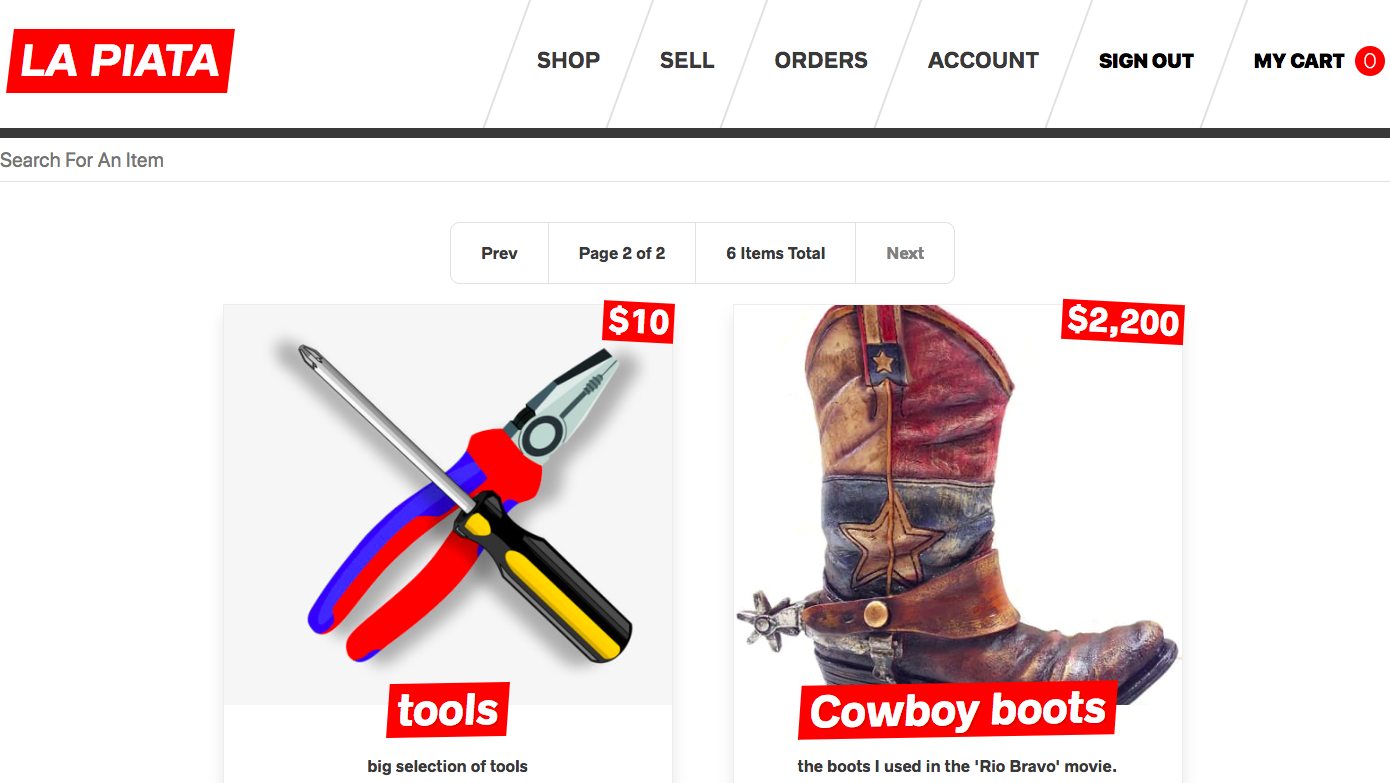 LA PIATA
SHOP
SELL
ORDERS
ACCOUNT
SIGN OUT
MY CART 0
Search For An Item
Prev
Page 2 of 2
6 Items Total
Next
$10
tools
big selection of tools
$2,200
Cowboy boots
the boots I used in the 'Rio Bravo' movie.